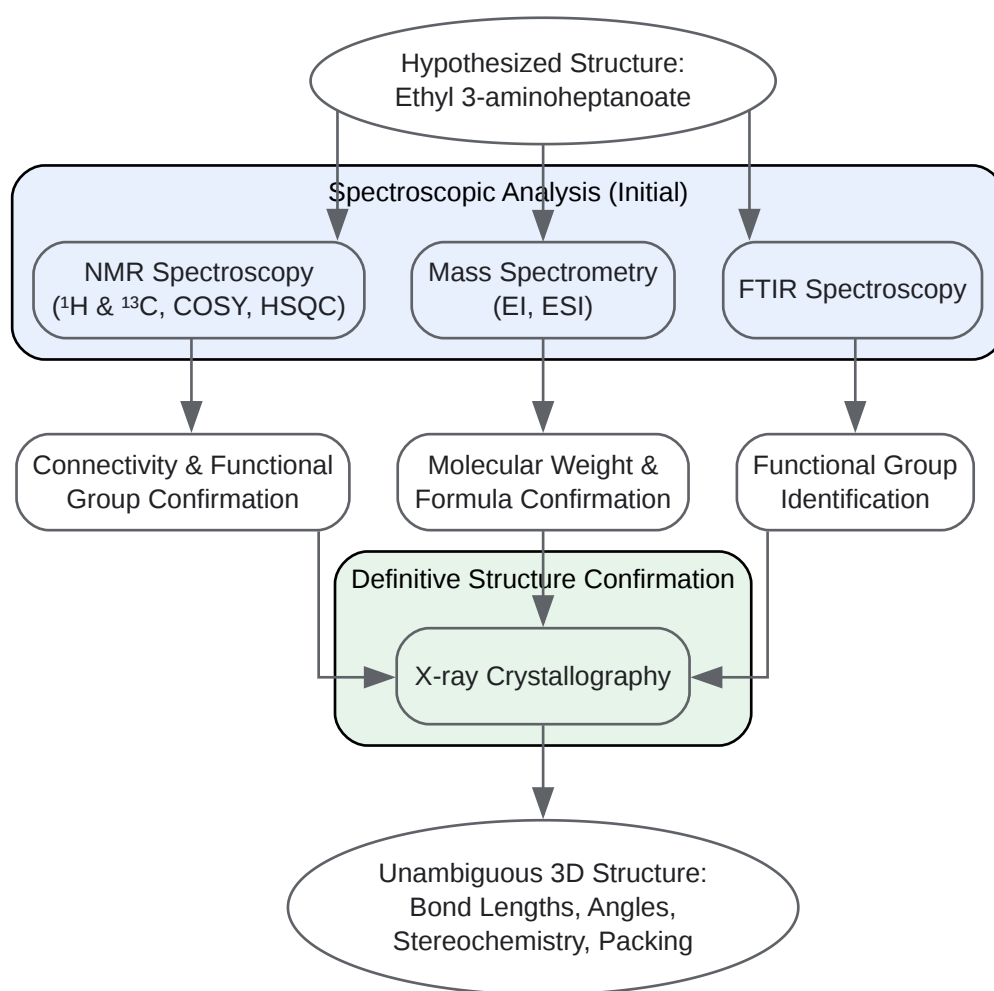 Hypothesized Structure:
Ethyl 3-aminoheptanoate
Spectroscopic Analysis (Initial)
NMR Spectroscopy
(¹H & ¹³C, COSY, HSQC)
Mass Spectrometry
(EI, ESI)
FTIR Spectroscopy
Connectivity & Functional
Group Confirmation
Molecular Weight &
Formula Confirmation
Functional Group
Identification
Definitive Structure Confirmation
X-ray Crystallography
Unambiguous 3D Structure:
Bond Lengths, Angles,
Stereochemistry, Packing